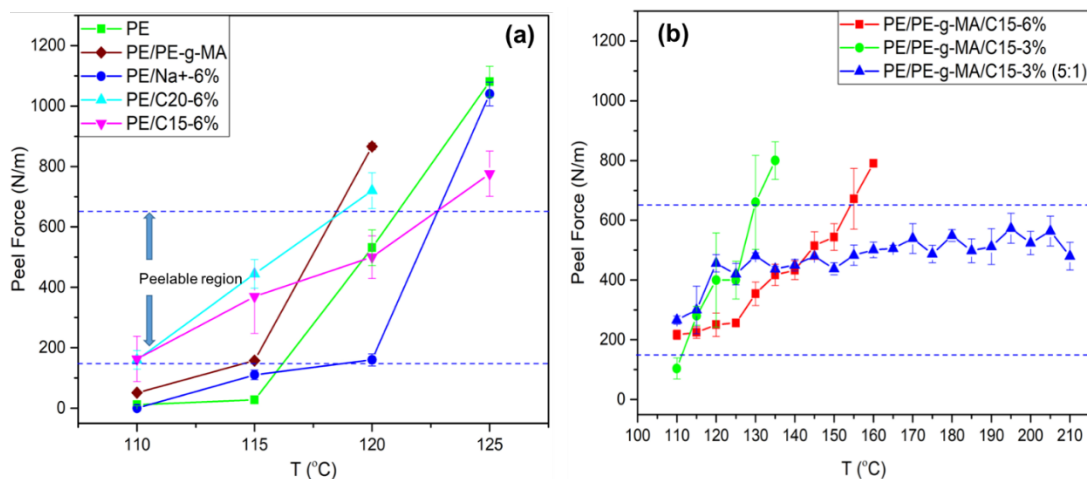 (a)
PE
PE/PE-g-MA
PE/Na+-6%
PE/C20-6%
PE/C15-6%
Peelable region
Peel Force (N/m)
1200
1000
800
600
400
200
0
110
115
120
125
T (°C)
(b)
PE/PE-g-MA/C15-6%
PE/PE-g-MA/C15-3%
PE/PE-g-MA/C15-3% (5:1)
Peel Force (N/m)
1200
1000
800
600
400
200
0
100 110 120 130 140 150 160 170 180 190 200 210
T (°C)